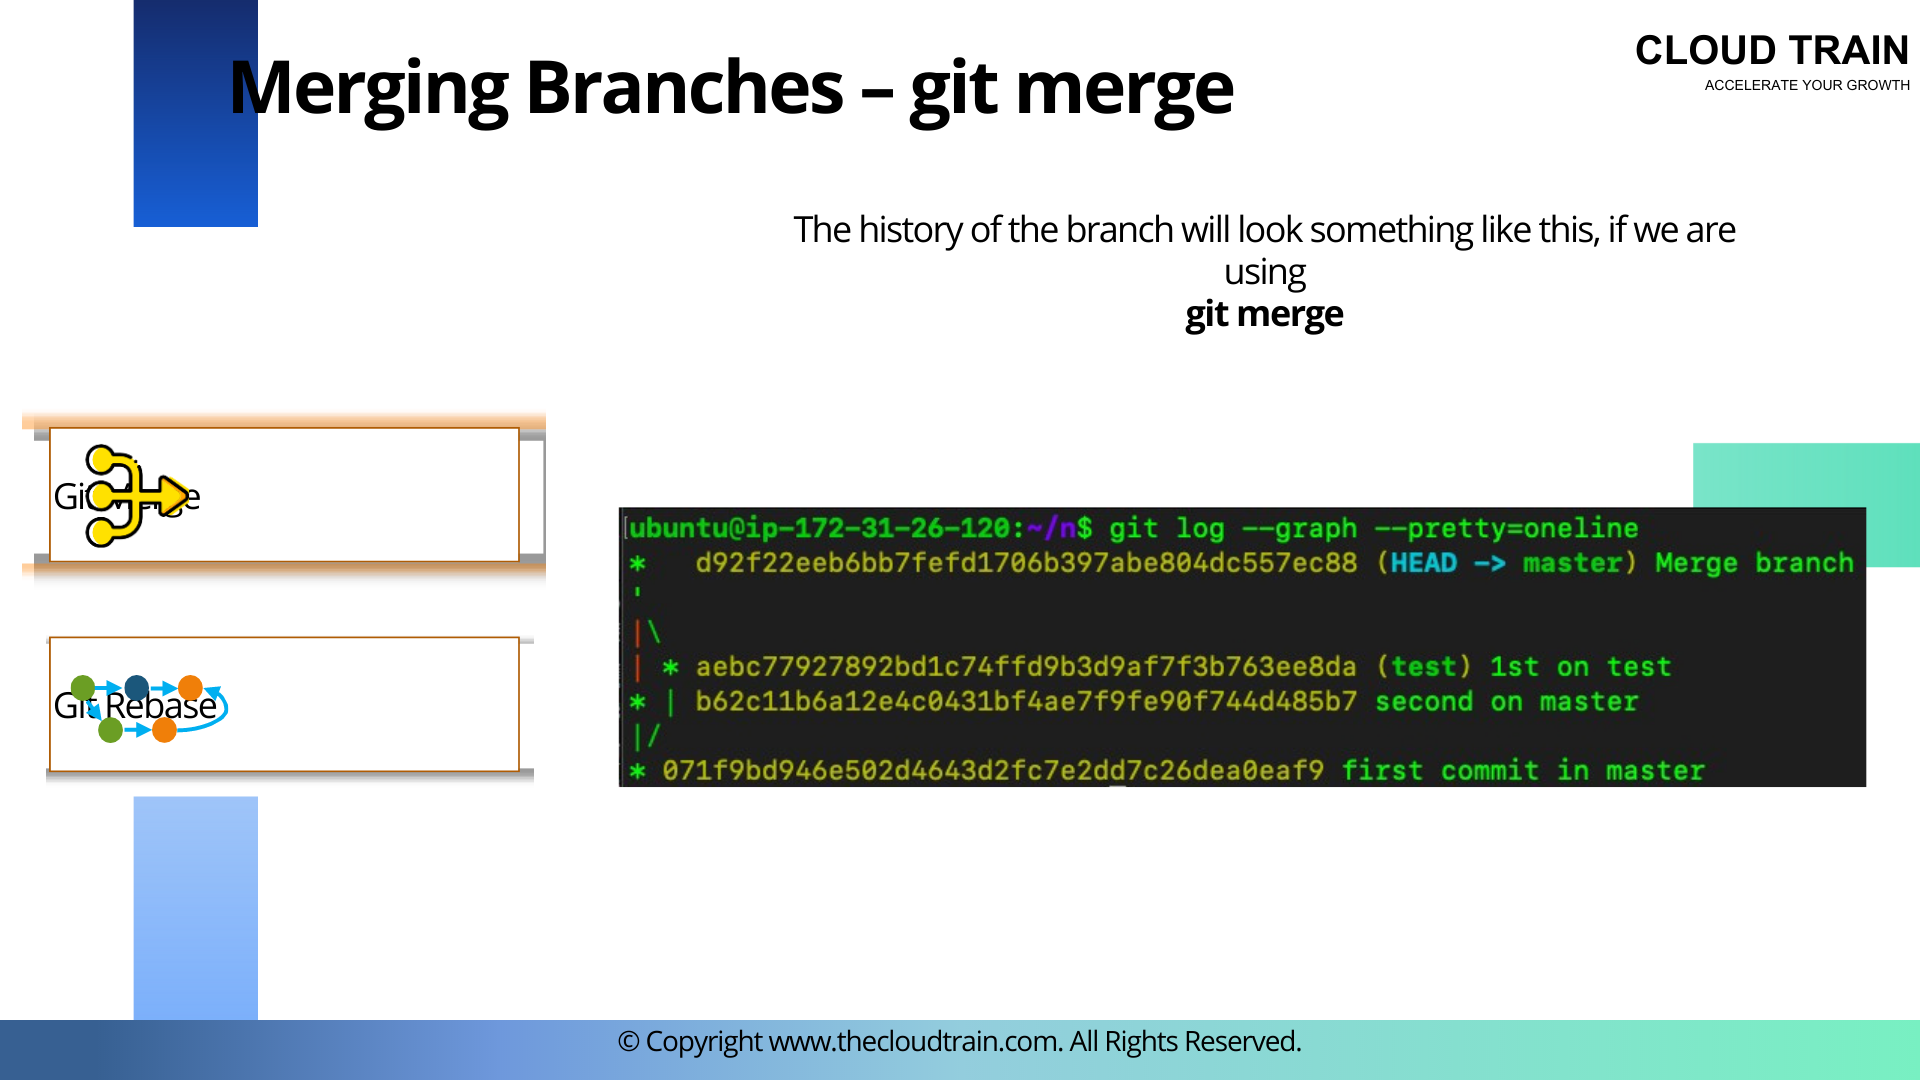 Merging Branches – git merge
CLOUD TRAIN
ACCELERATE YOUR GROWTH
The history of the branch will look something like this, if we are
using
git merge
Git Merge
Git Rebase
ubuntu@ip-172-31-26-120:~/n$ git log --graph --pretty=oneline
*   d92f22eeb6bb7fefd1706b397abe804dc557ec88 (HEAD -> master) Merge branch
'
|\
| * aebc77927892bd1c74ffd9b3d9af7f3b763ee8da (test) 1st on test
* | b62c11b6a12e4c0431bf4ae7f9fe90f744d485b7 second on master
|/
* 071f9bd946e502d4643d2fc7e2dd7c26dea0eaf9 first commit in master
© Copyright www.thecloudtrain.com. All Rights Reserved.